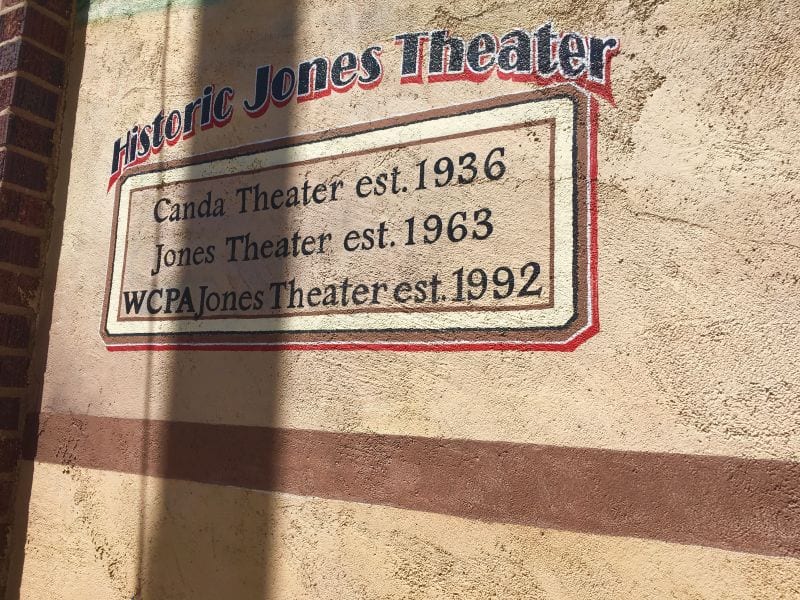 Historic Jones Theater
Canda Theater est. 1936
Jones Theater est. 1963
WCPA Jones Theater est. 1992